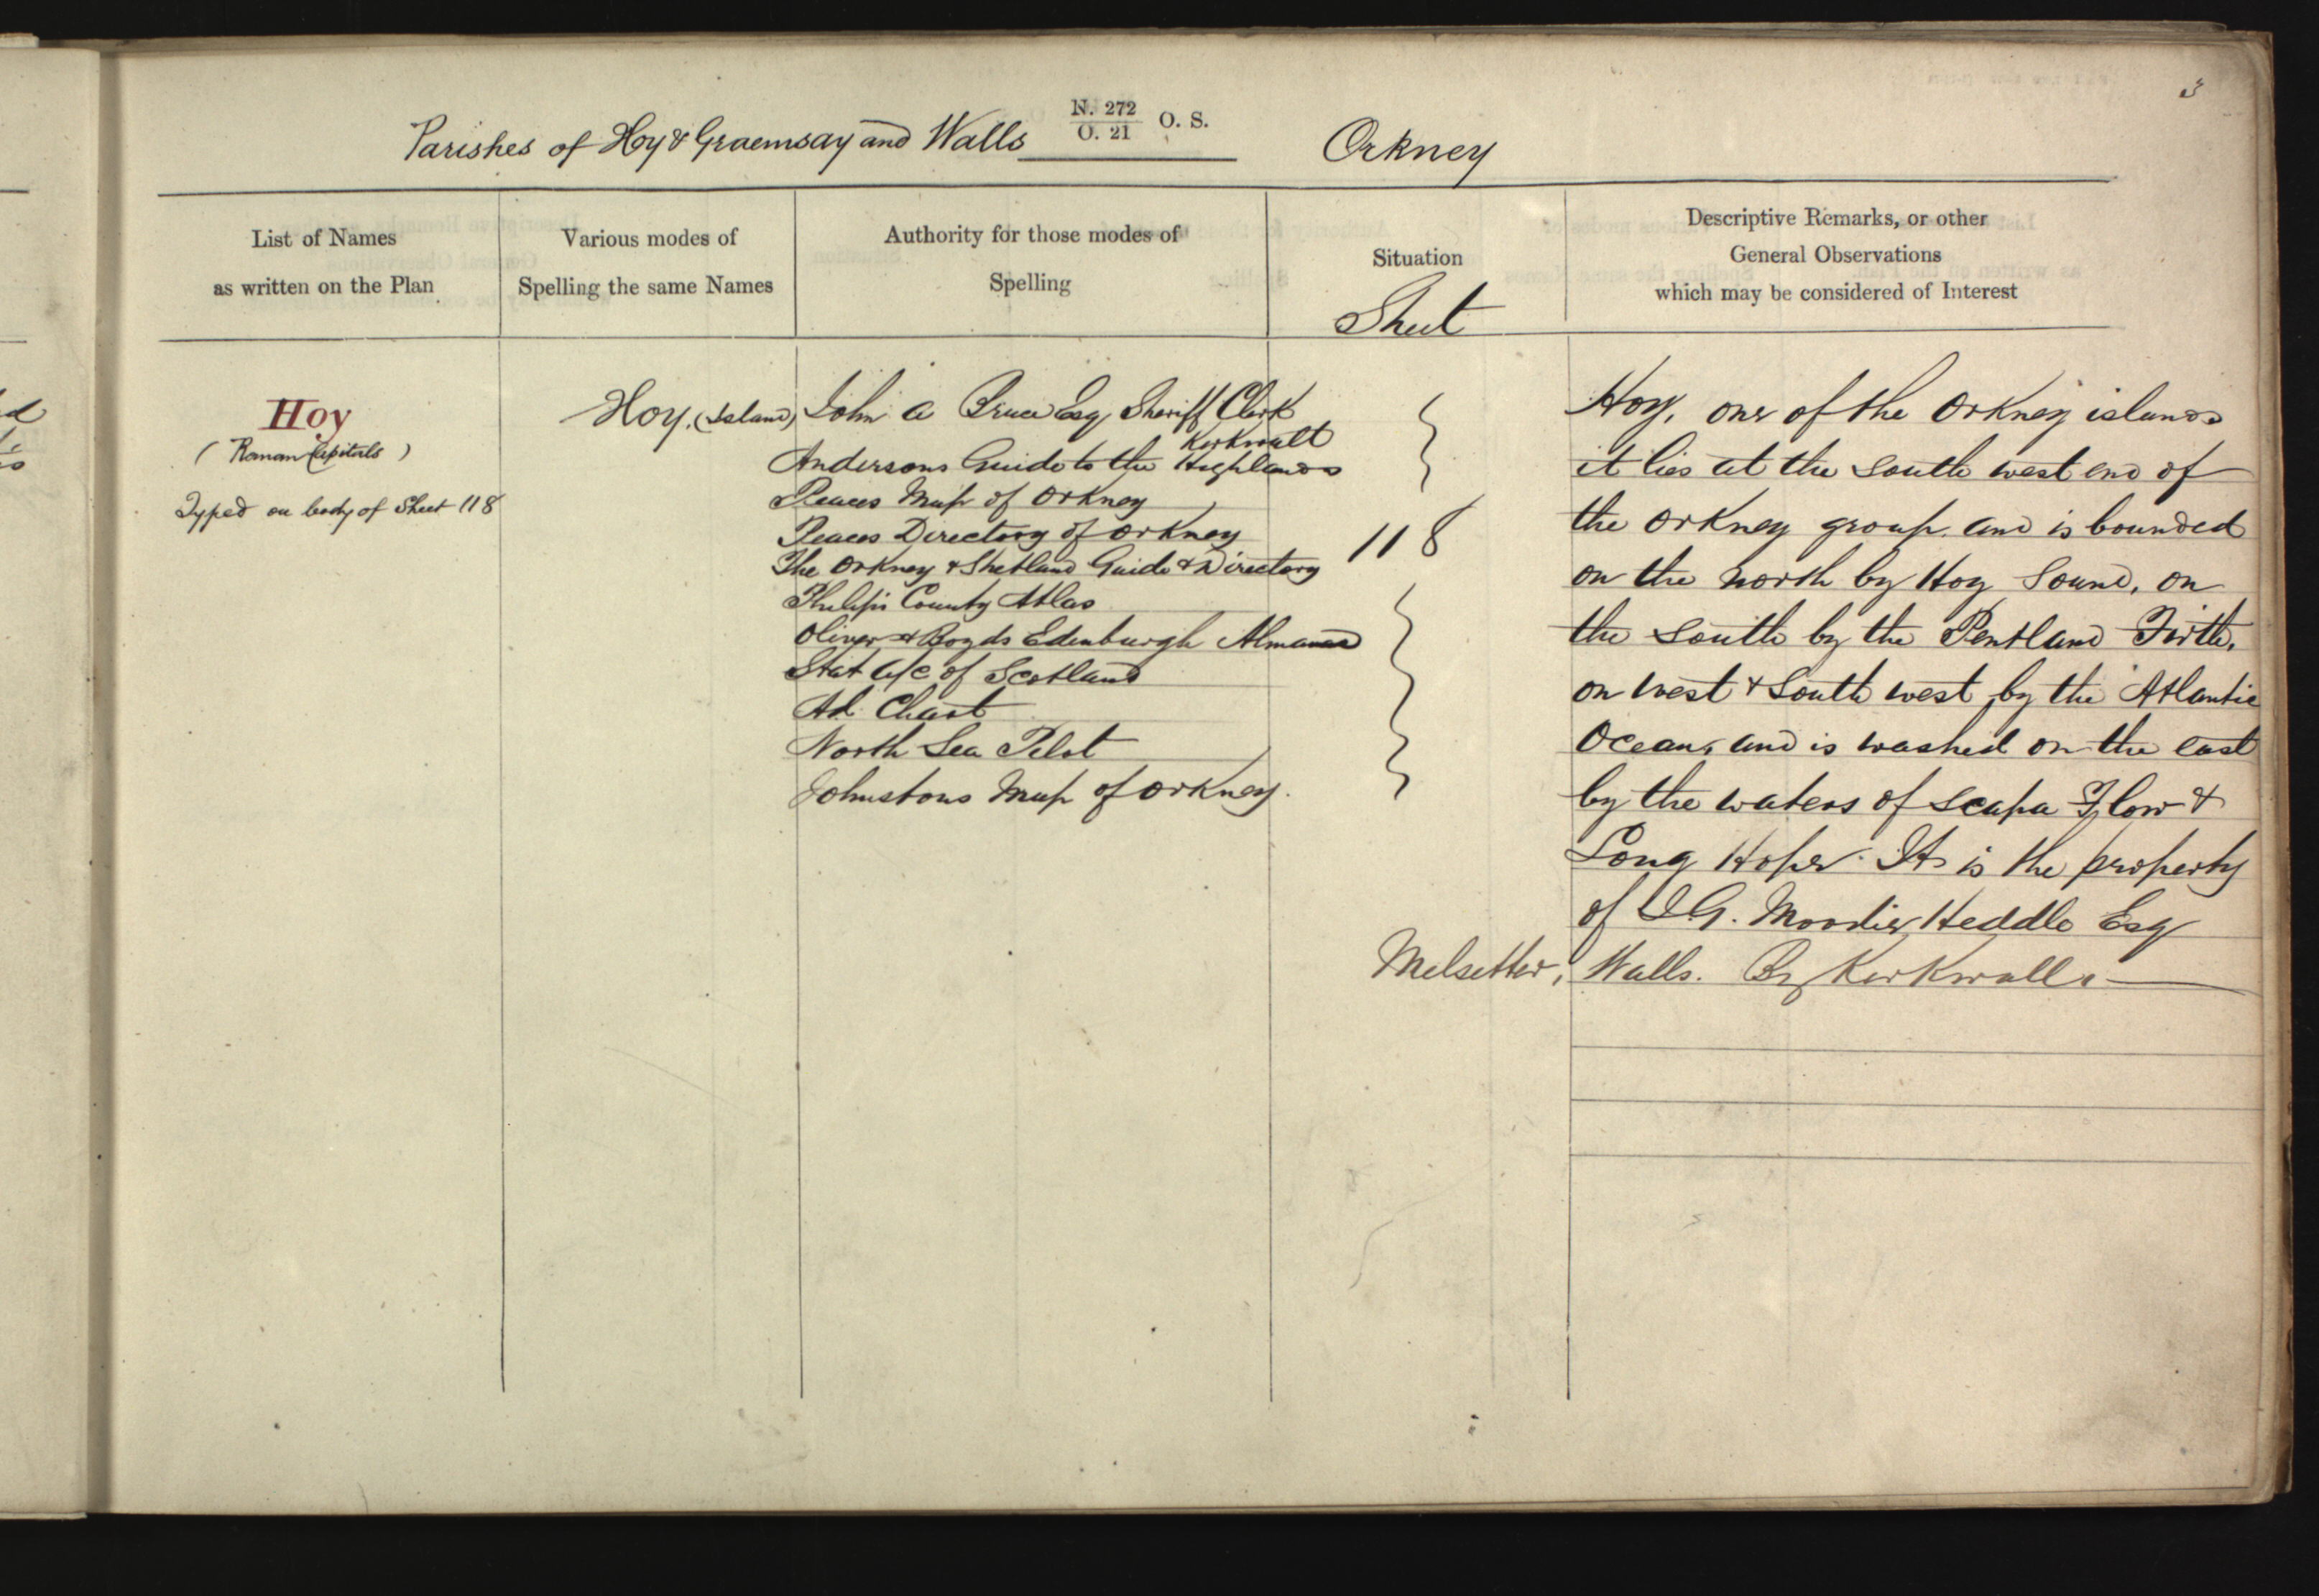 3
Parishes of Hoy & Graemsay and Walls N. 272 / O. 21 O. S. Orkney
List of Names
as written on the Plan
Various modes of
Spelling the same Names
Authority for those modes of
Spelling
Situation
Sheet
Descriptive Remarks, or other
General Observations
which may be considered of Interest
Hoy
(Roman Capitals)
Typed on body of Sheet 118
Hoy, (Island)
John A Bruce Esq, Sheriff Clerk
Kirkwall
Andersons Guide to the Highlands
Peaces Map of Orkney
Peaces Directory of Orkney
The Orkney & Shetland Guide & Directory
Philip's County Atlas
Oliver & Boyds Edenburgh Almanac
Stat a/c of Scotland
Ad. Chart
North Sea Pilot
Johnstons Map of Orkney.
118
Hoy, one of the Orkney islands
it lies at the south west end of
the Orkney group. and is bounded
on the north by Hoy Sound, on
the south by the Pentland Firth,
on west & South west by the Atlantic
Ocean, and is washed on the east
by the waters of Scapa Flow &
Long Hope. It is the property
of J.G. Moodie Heddle Esq
Melsetter, Walls. By Kirkwall.